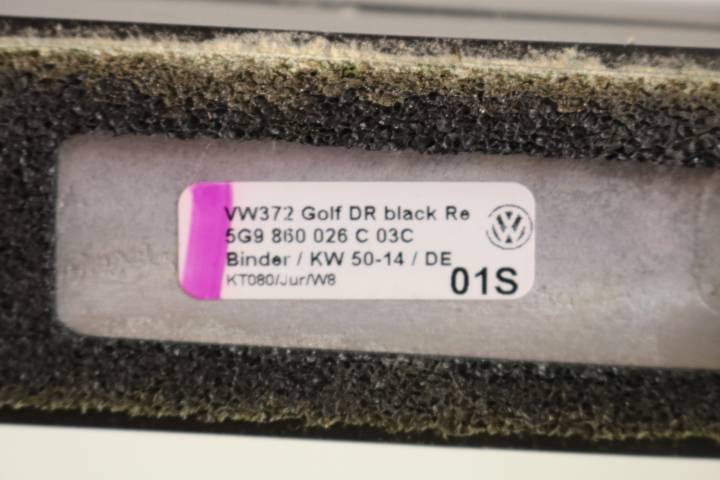 VW372 Golf DR black Re
5G9 860 026 C 03C
Binder / KW 50-14 / DE
KT080/Jur/W8
01S